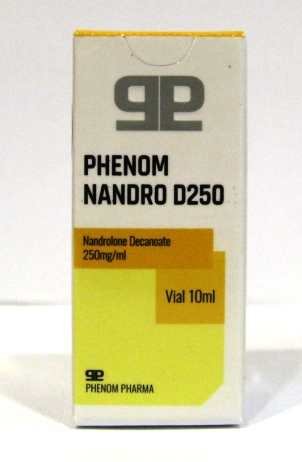 PHENOM
NANDRO D250
Nandrolone Decanoate
250mg/ml
Vial 10ml
PHENOM PHARMA